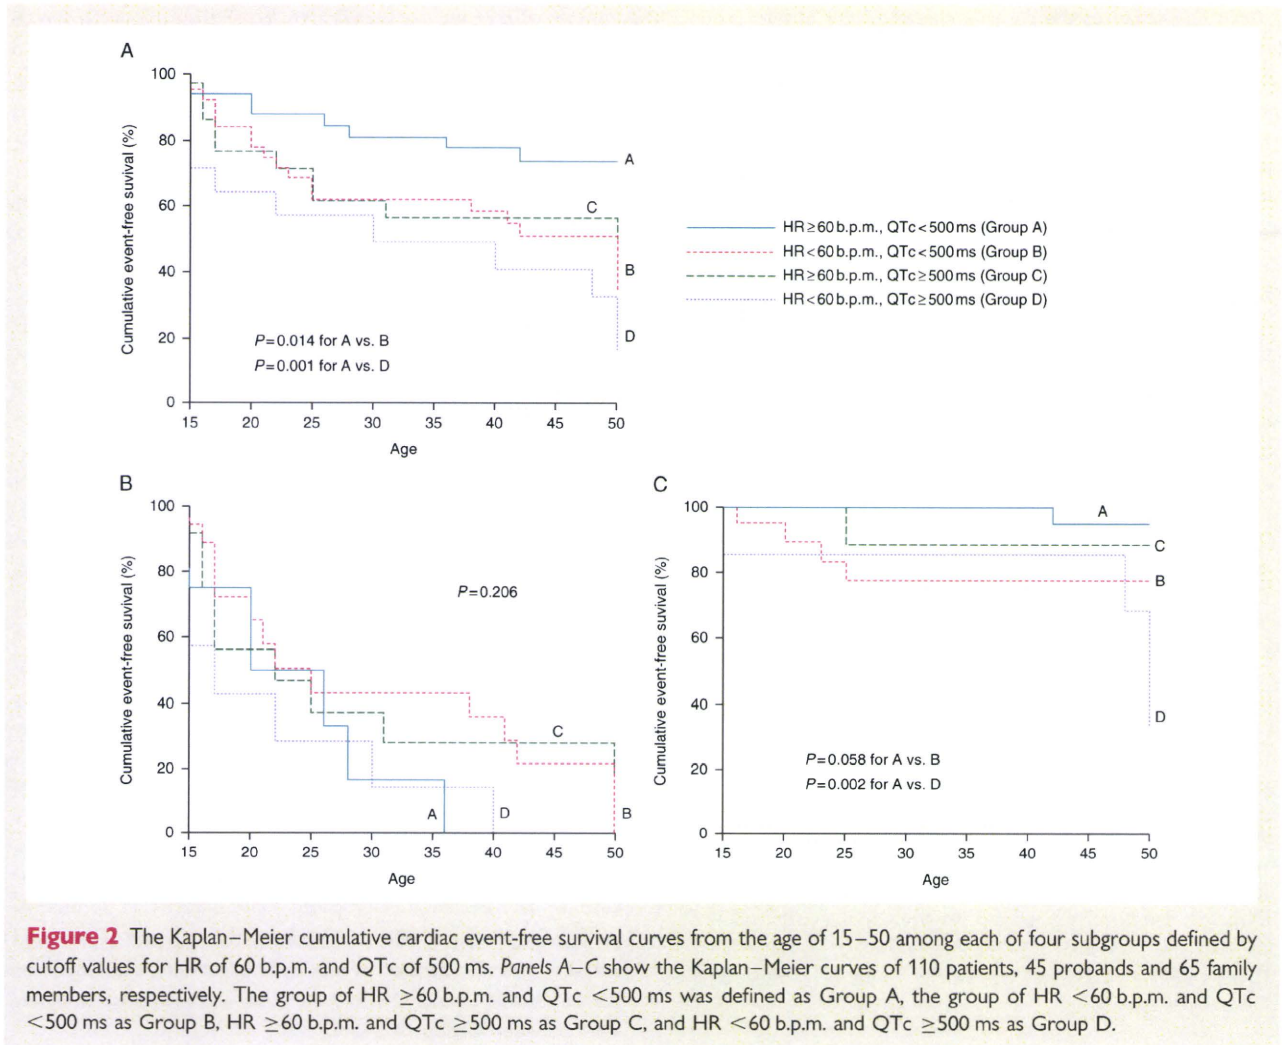 A
100
80
60
40
20
0
Cumulative event-free suvival (%)
A
C
B
D
P=0.014 for A vs. B
P=0.001 for A vs. D
15 20 25 30 35 40 45 50
Age
HR≥60 b.p.m., QTc<500 ms (Group A)
HR<60 b.p.m., QTc<500 ms (Group B)
HR≥60 b.p.m., QTc≥500 ms (Group C)
HR<60 b.p.m., QTc≥500 ms (Group D)
B
100
80
60
40
20
0
Cumulative event-free suvival (%)
P=0.206
C
A
D
B
15 20 25 30 35 40 45 50
Age
C
100
80
60
40
20
0
Cumulative event-free suvival (%)
A
C
B
D
P=0.058 for A vs. B
P=0.002 for A vs. D
15 20 25 30 35 40 45 50
Age
Figure 2 The Kaplan–Meier cumulative cardiac event-free survival curves from the age of 15–50 among each of four subgroups defined by
cutoff values for HR of 60 b.p.m. and QTc of 500 ms. Panels A–C show the Kaplan–Meier curves of 110 patients, 45 probands and 65 family
members, respectively. The group of HR ≥60 b.p.m. and QTc <500 ms was defined as Group A, the group of HR <60 b.p.m. and QTc
<500 ms as Group B, HR ≥60 b.p.m. and QTc ≥500 ms as Group C, and HR <60 b.p.m. and QTc ≥500 ms as Group D.